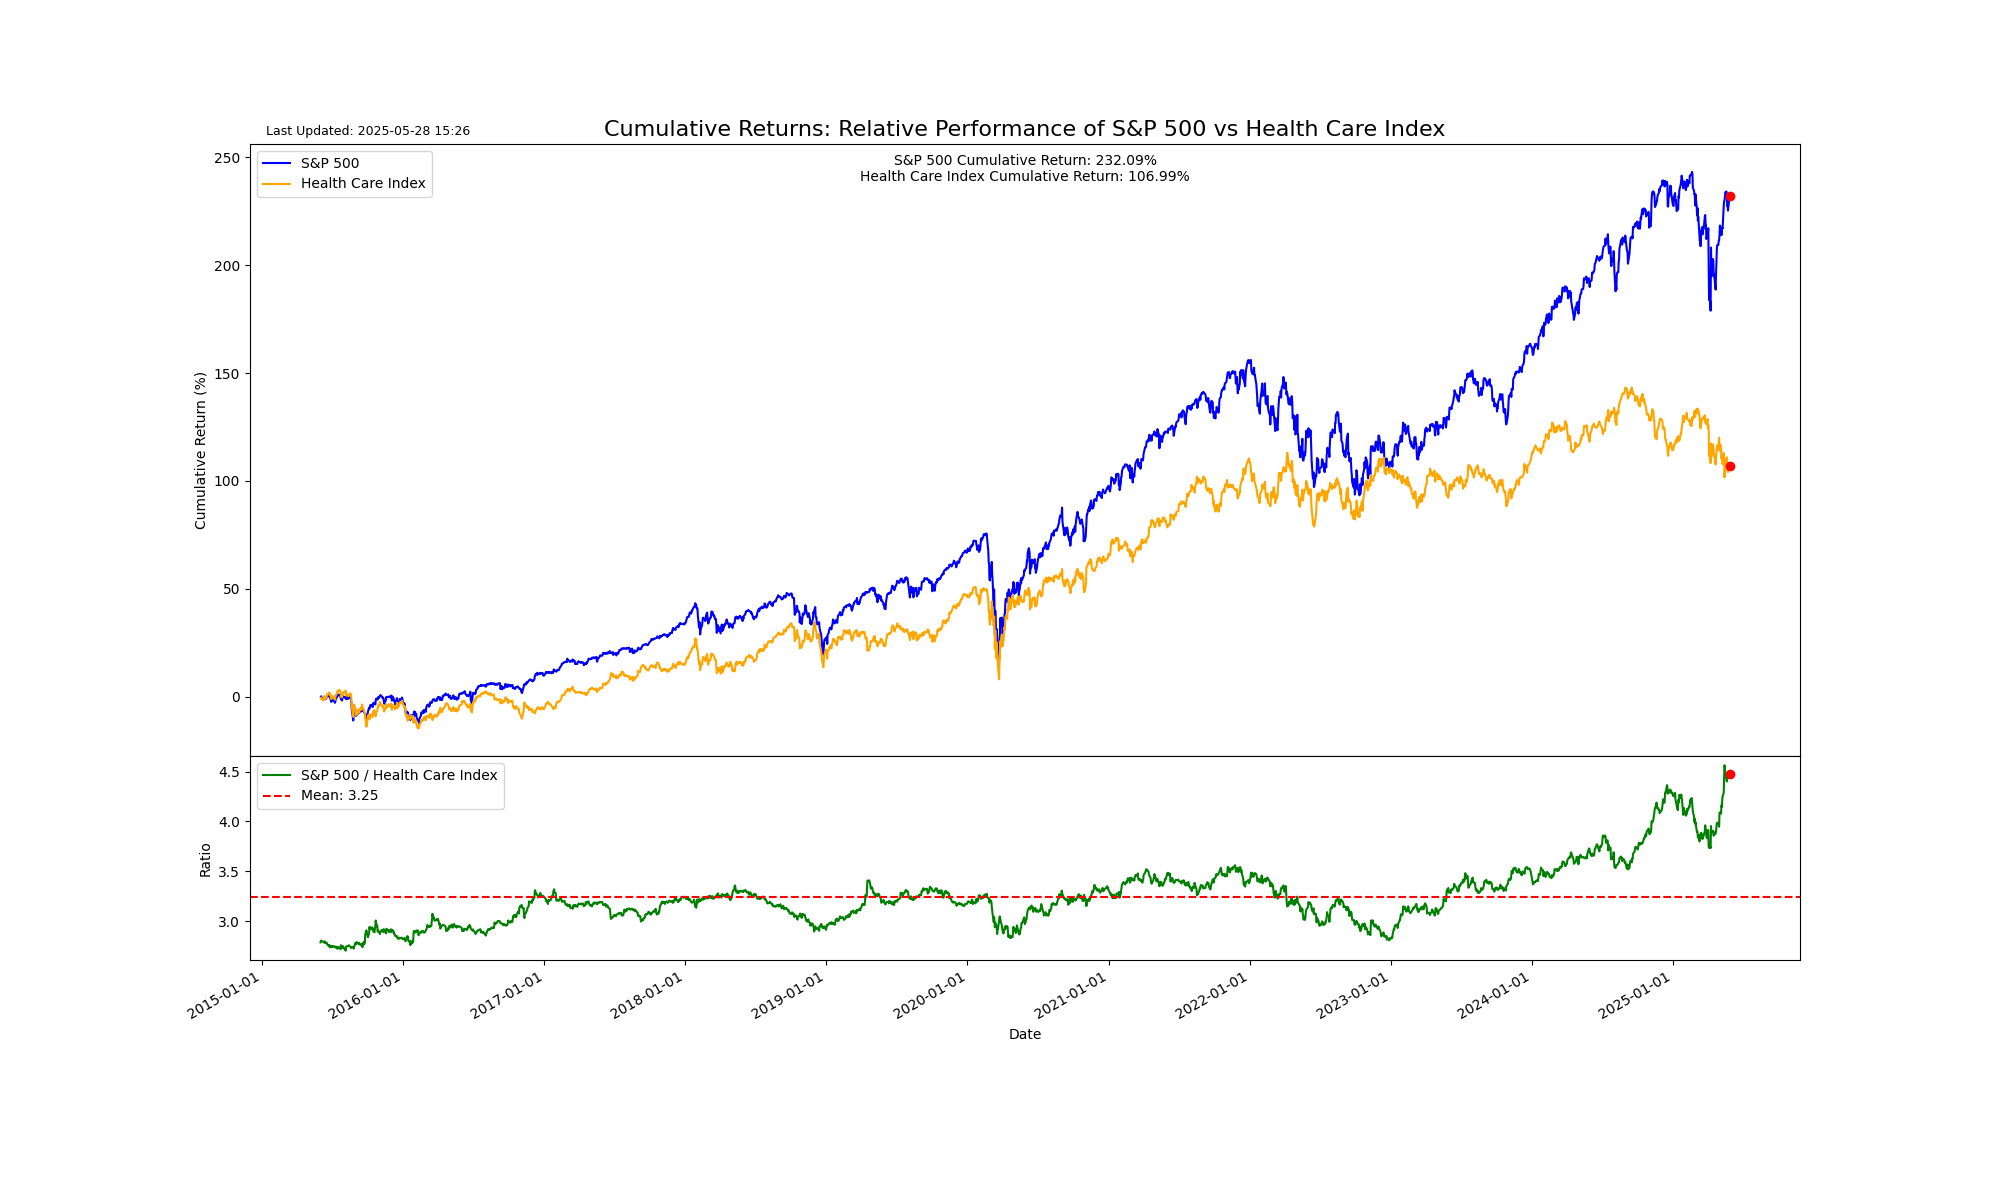 Last Updated: 2025-05-28 15:26
Cumulative Returns: Relative Performance of S&P 500 vs Health Care Index
S&P 500
Health Care Index
S&P 500 Cumulative Return: 232.09%
Health Care Index Cumulative Return: 106.99%
Cumulative Return (%)
250
200
150
100
50
0
S&P 500 / Health Care Index
Mean: 3.25
Ratio
4.5
4.0
3.5
3.0
2015-01-01
2016-01-01
2017-01-01
2018-01-01
2019-01-01
2020-01-01
2021-01-01
2022-01-01
2023-01-01
2024-01-01
2025-01-01
Date